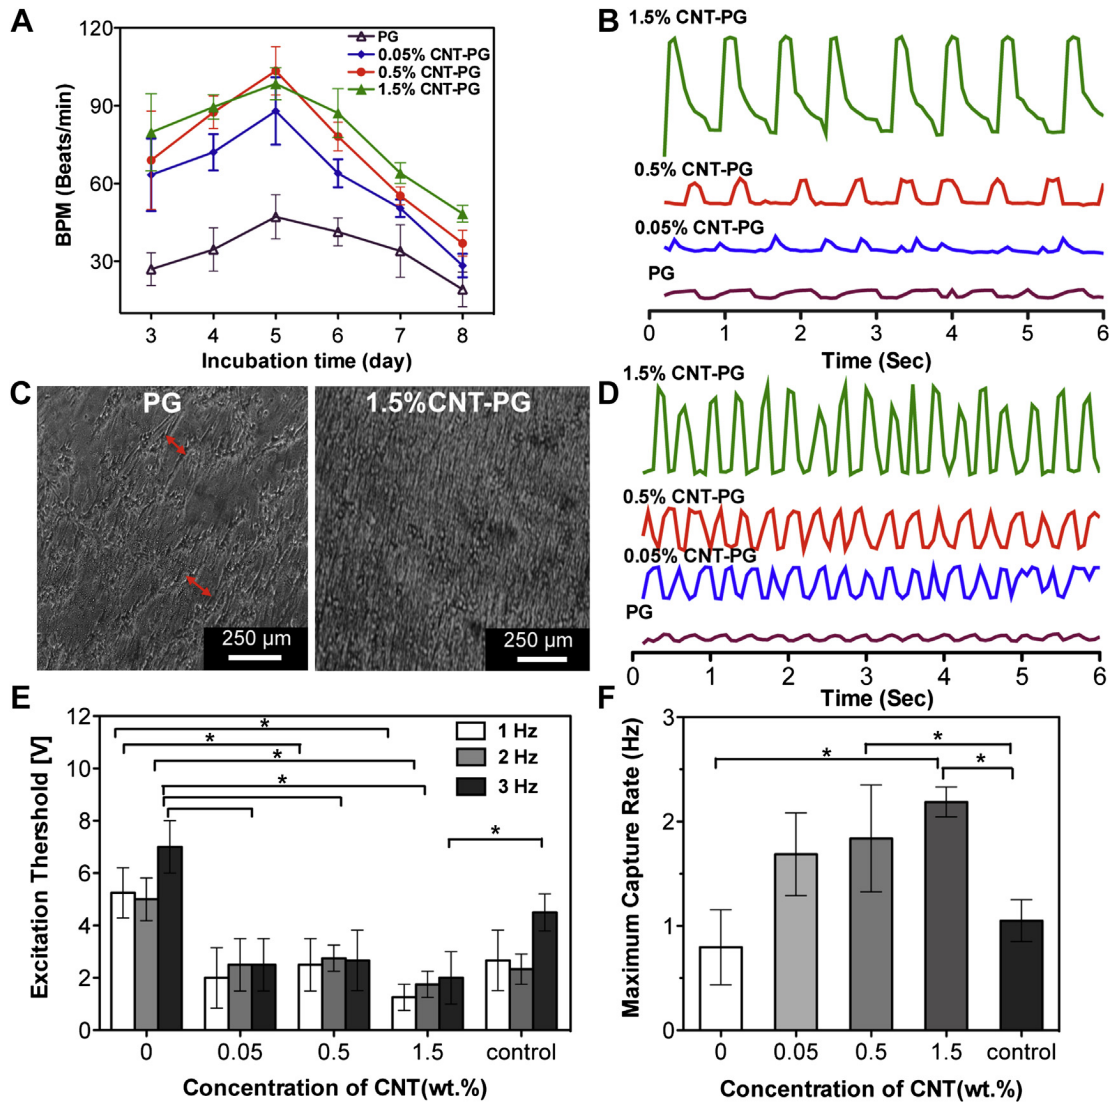 A
120
90
60
30
BPM (Beats/min)
PG
0.05% CNT-PG
0.5% CNT-PG
1.5% CNT-PG
3 4 5 6 7 8
Incubation time (day)
B
1.5% CNT-PG
0.5% CNT-PG
0.05% CNT-PG
PG
0 1 2 3 4 5 6
Time (Sec)
C
PG
250 µm
1.5%CNT-PG
250 µm
D
1.5% CNT-PG
0.5% CNT-PG
0.05% CNT-PG
PG
0 1 2 3 4 5 6
Time (Sec)
E
12
10
8
6
4
2
0
Excitation Thershold [V]
1 Hz
2 Hz
3 Hz
*
*
*
*
*
0 0.05 0.5 1.5 control
Concentration of CNT(wt.%)
F
3
2
1
0
Maximum Capture Rate (Hz)
*
*
*
0 0.05 0.5 1.5 control
Concentration of CNT(wt.%)